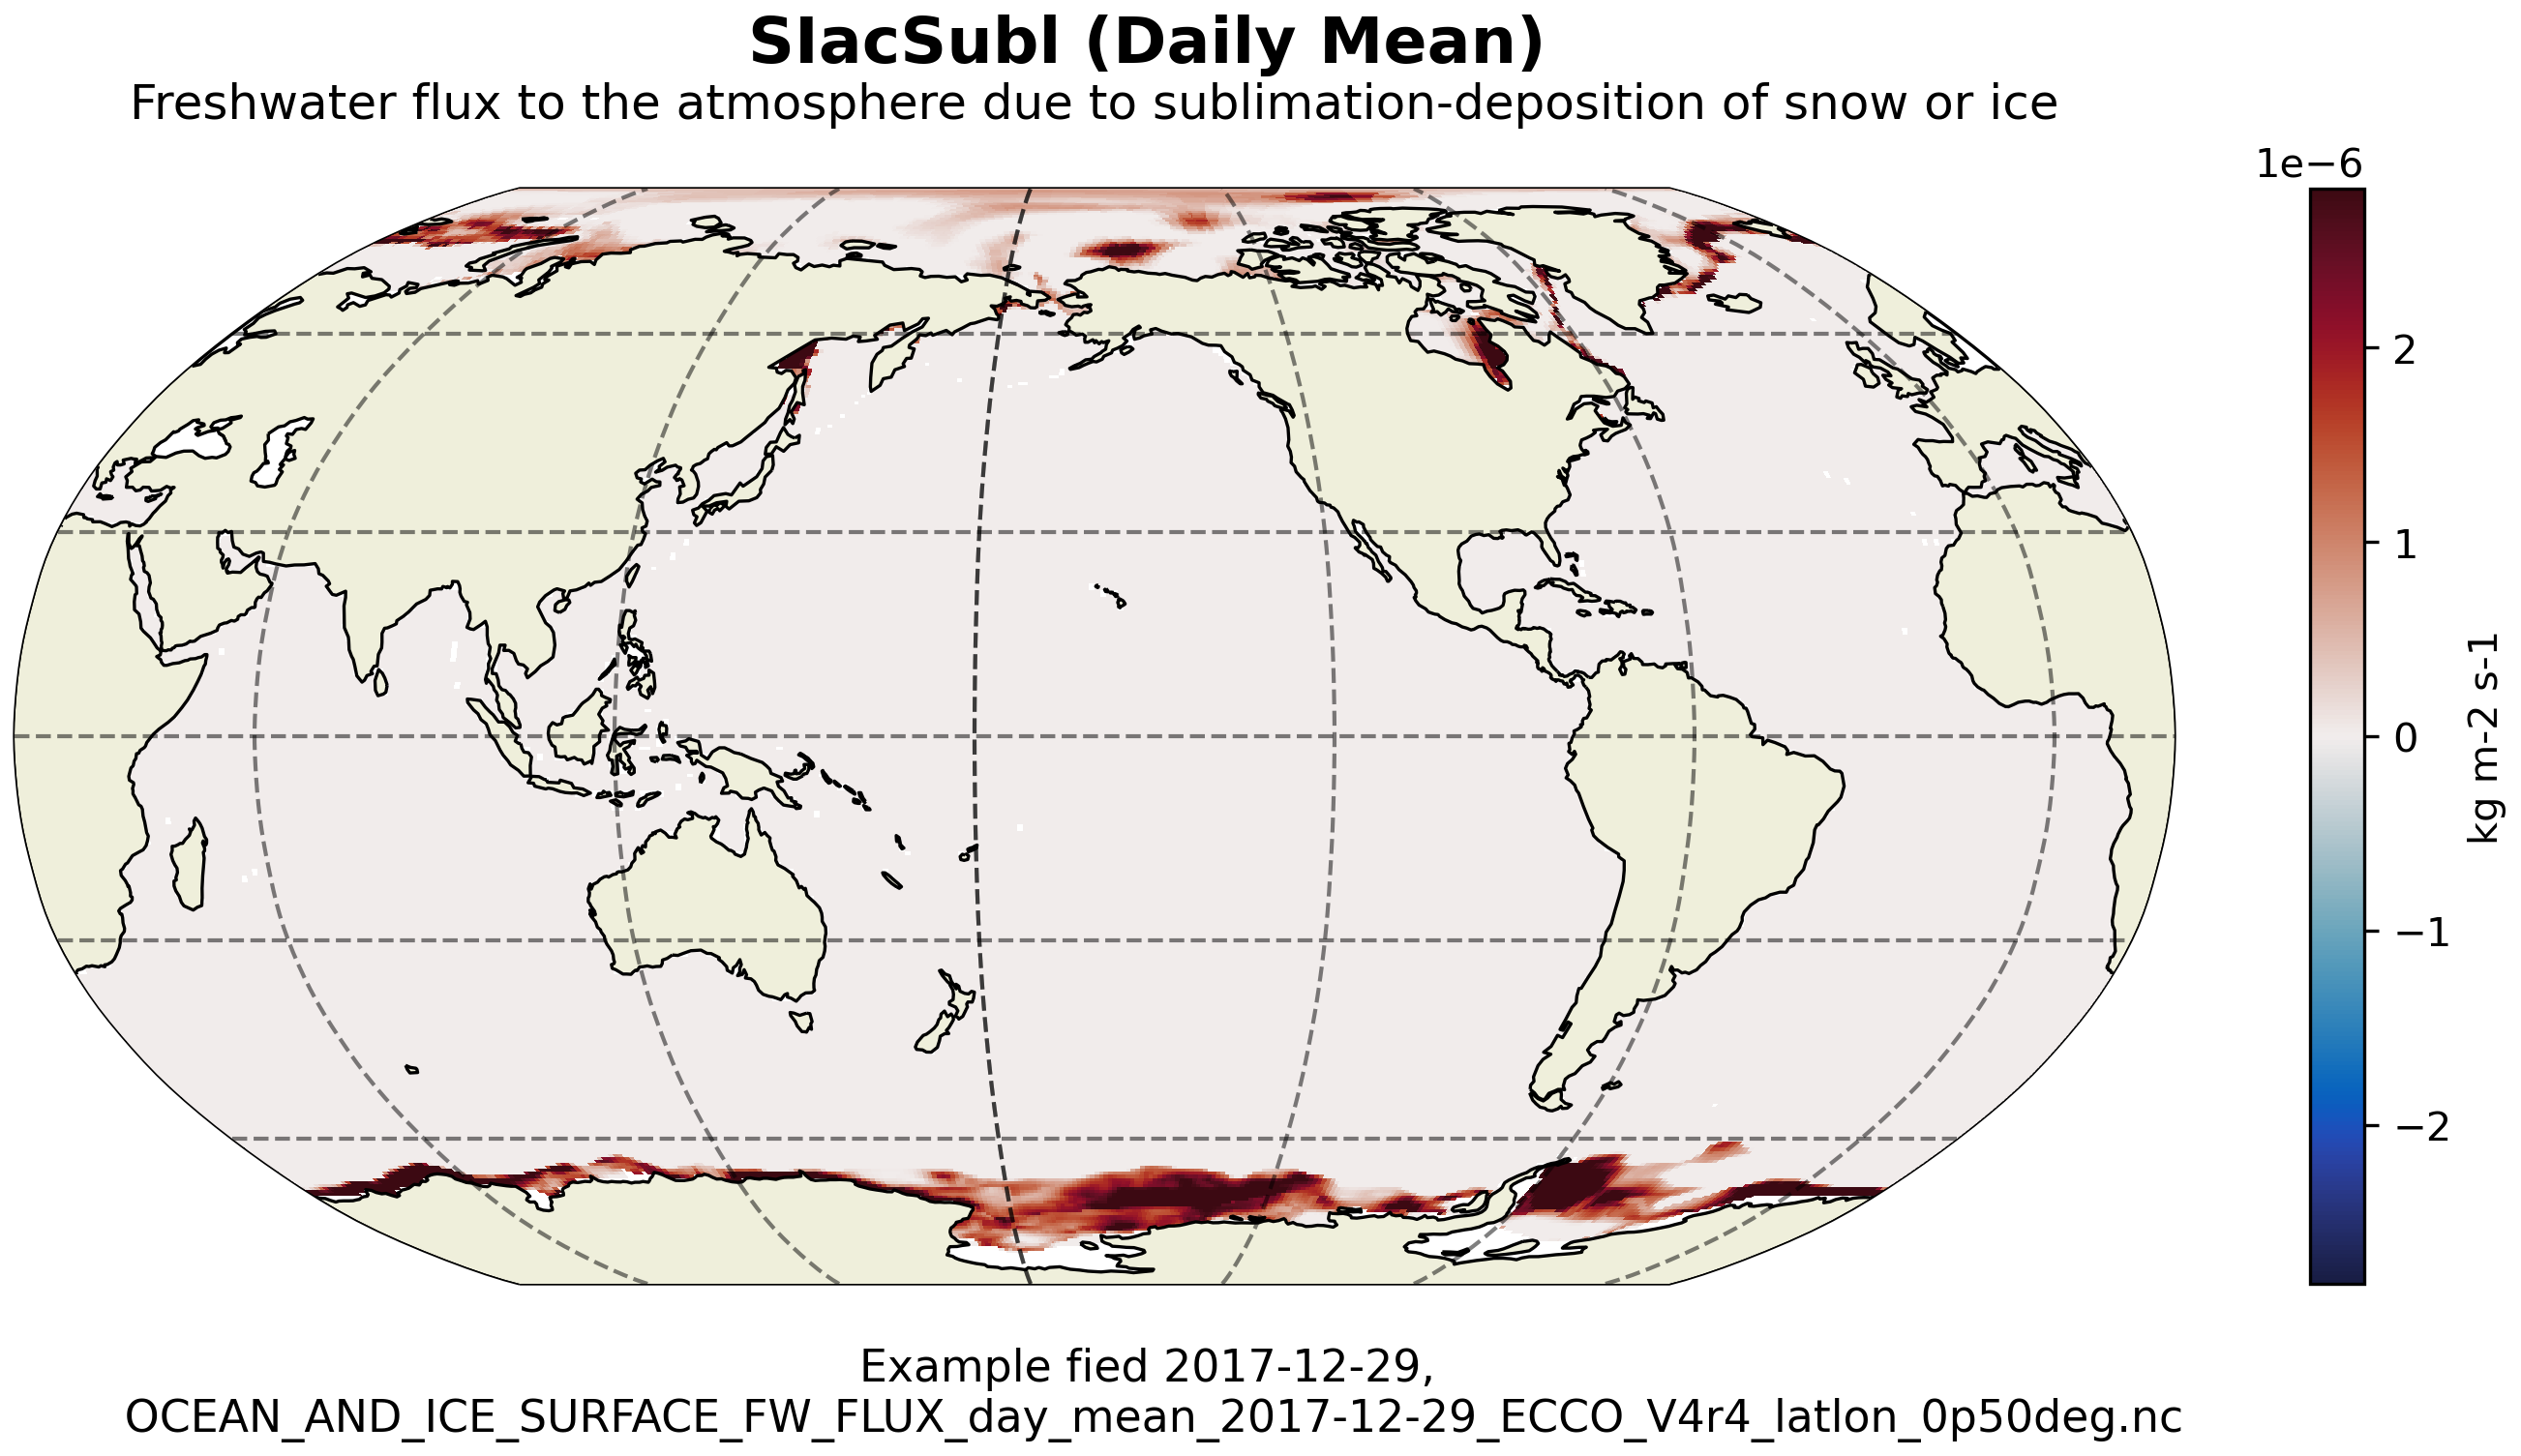 SIacSubl (Daily Mean)
Freshwater flux to the atmosphere due to sublimation-deposition of snow or ice
1e−6
2
1
0
−1
−2
kg m-2 s-1
Example fied 2017-12-29,
OCEAN_AND_ICE_SURFACE_FW_FLUX_day_mean_2017-12-29_ECCO_V4r4_latlon_0p50deg.nc